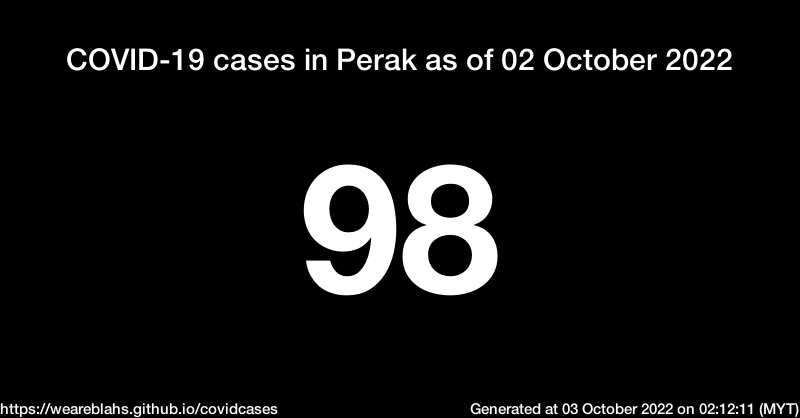 COVID-19 cases in Perak as of 02 October 2022
98
https://weareblahs.github.io/covidcases
Generated at 03 October 2022 on 02:12:11 (MYT)